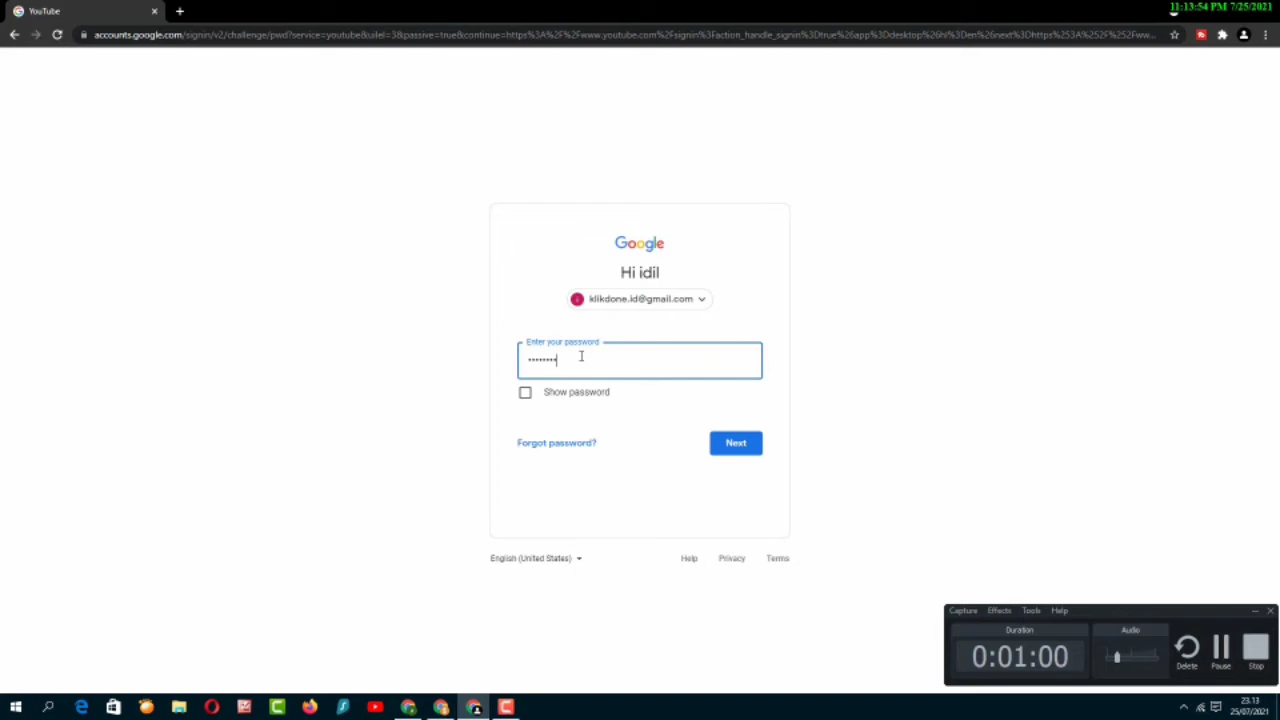 YouTube
11:13:54 PM 7/25/2021
accounts.google.com/signin/v2/challenge/pwd?service=youtube&uilel=3&passive=true&continue=https%3A%2F%2Fwww.youtube.com%2Fsignin%3Faction_handle_signin%3Dtrue%26app%3Ddesktop%26hl%3Den%26next%3Dhttps%253A%252F%252Fww...
Google
Hi idil
klikdone.id@gmail.com
Enter your password
Show password
Forgot password?
Next
English (United States)
Help Privacy Terms
Capture Effects Tools Help
Duration
Audio
0:01:00
Delete Pause Stop
23.13
25/07/2021